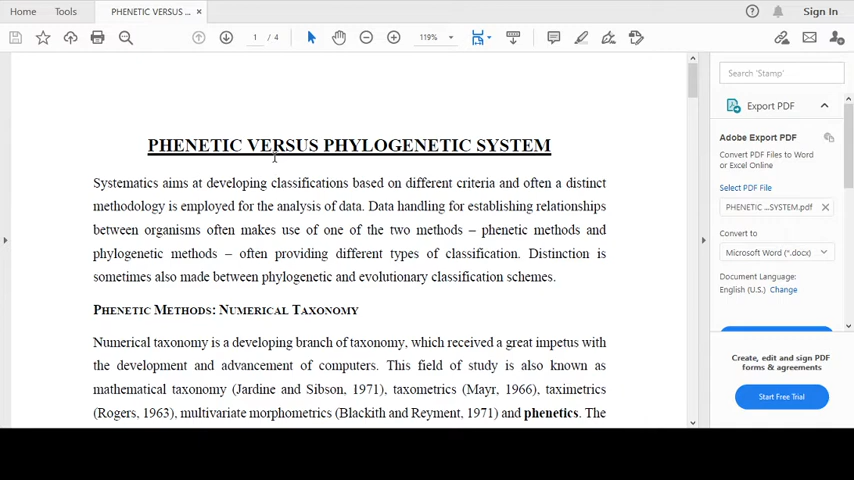 Home Tools PHENETIC VERSUS ... × Sign In
1 / 4 119%
Search 'Stamp'
Export PDF
PHENETIC VERSUS PHYLOGENETIC SYSTEM
Adobe Export PDF
Convert PDF Files to Word
or Excel Online
Select PDF File
PHENETIC ...SYSTEM.pdf
Convert to
Microsoft Word (*.docx)
Document Language:
English (U.S.) Change
Create, edit and sign PDF
forms & agreements
Start Free Trial
Systematics aims at developing classifications based on different criteria and often a distinct
methodology is employed for the analysis of data. Data handling for establishing relationships
between organisms often makes use of one of the two methods – phenetic methods and
phylogenetic methods – often providing different types of classification. Distinction is
sometimes also made between phylogenetic and evolutionary classification schemes.
PHENETIC METHODS: NUMERICAL TAXONOMY
Numerical taxonomy is a developing branch of taxonomy, which received a great impetus with
the development and advancement of computers. This field of study is also known as
mathematical taxonomy (Jardine and Sibson, 1971), taxometrics (Mayr, 1966), taximetrics
(Rogers, 1963), multivariate morphometrics (Blackith and Reyment, 1971) and phenetics. The